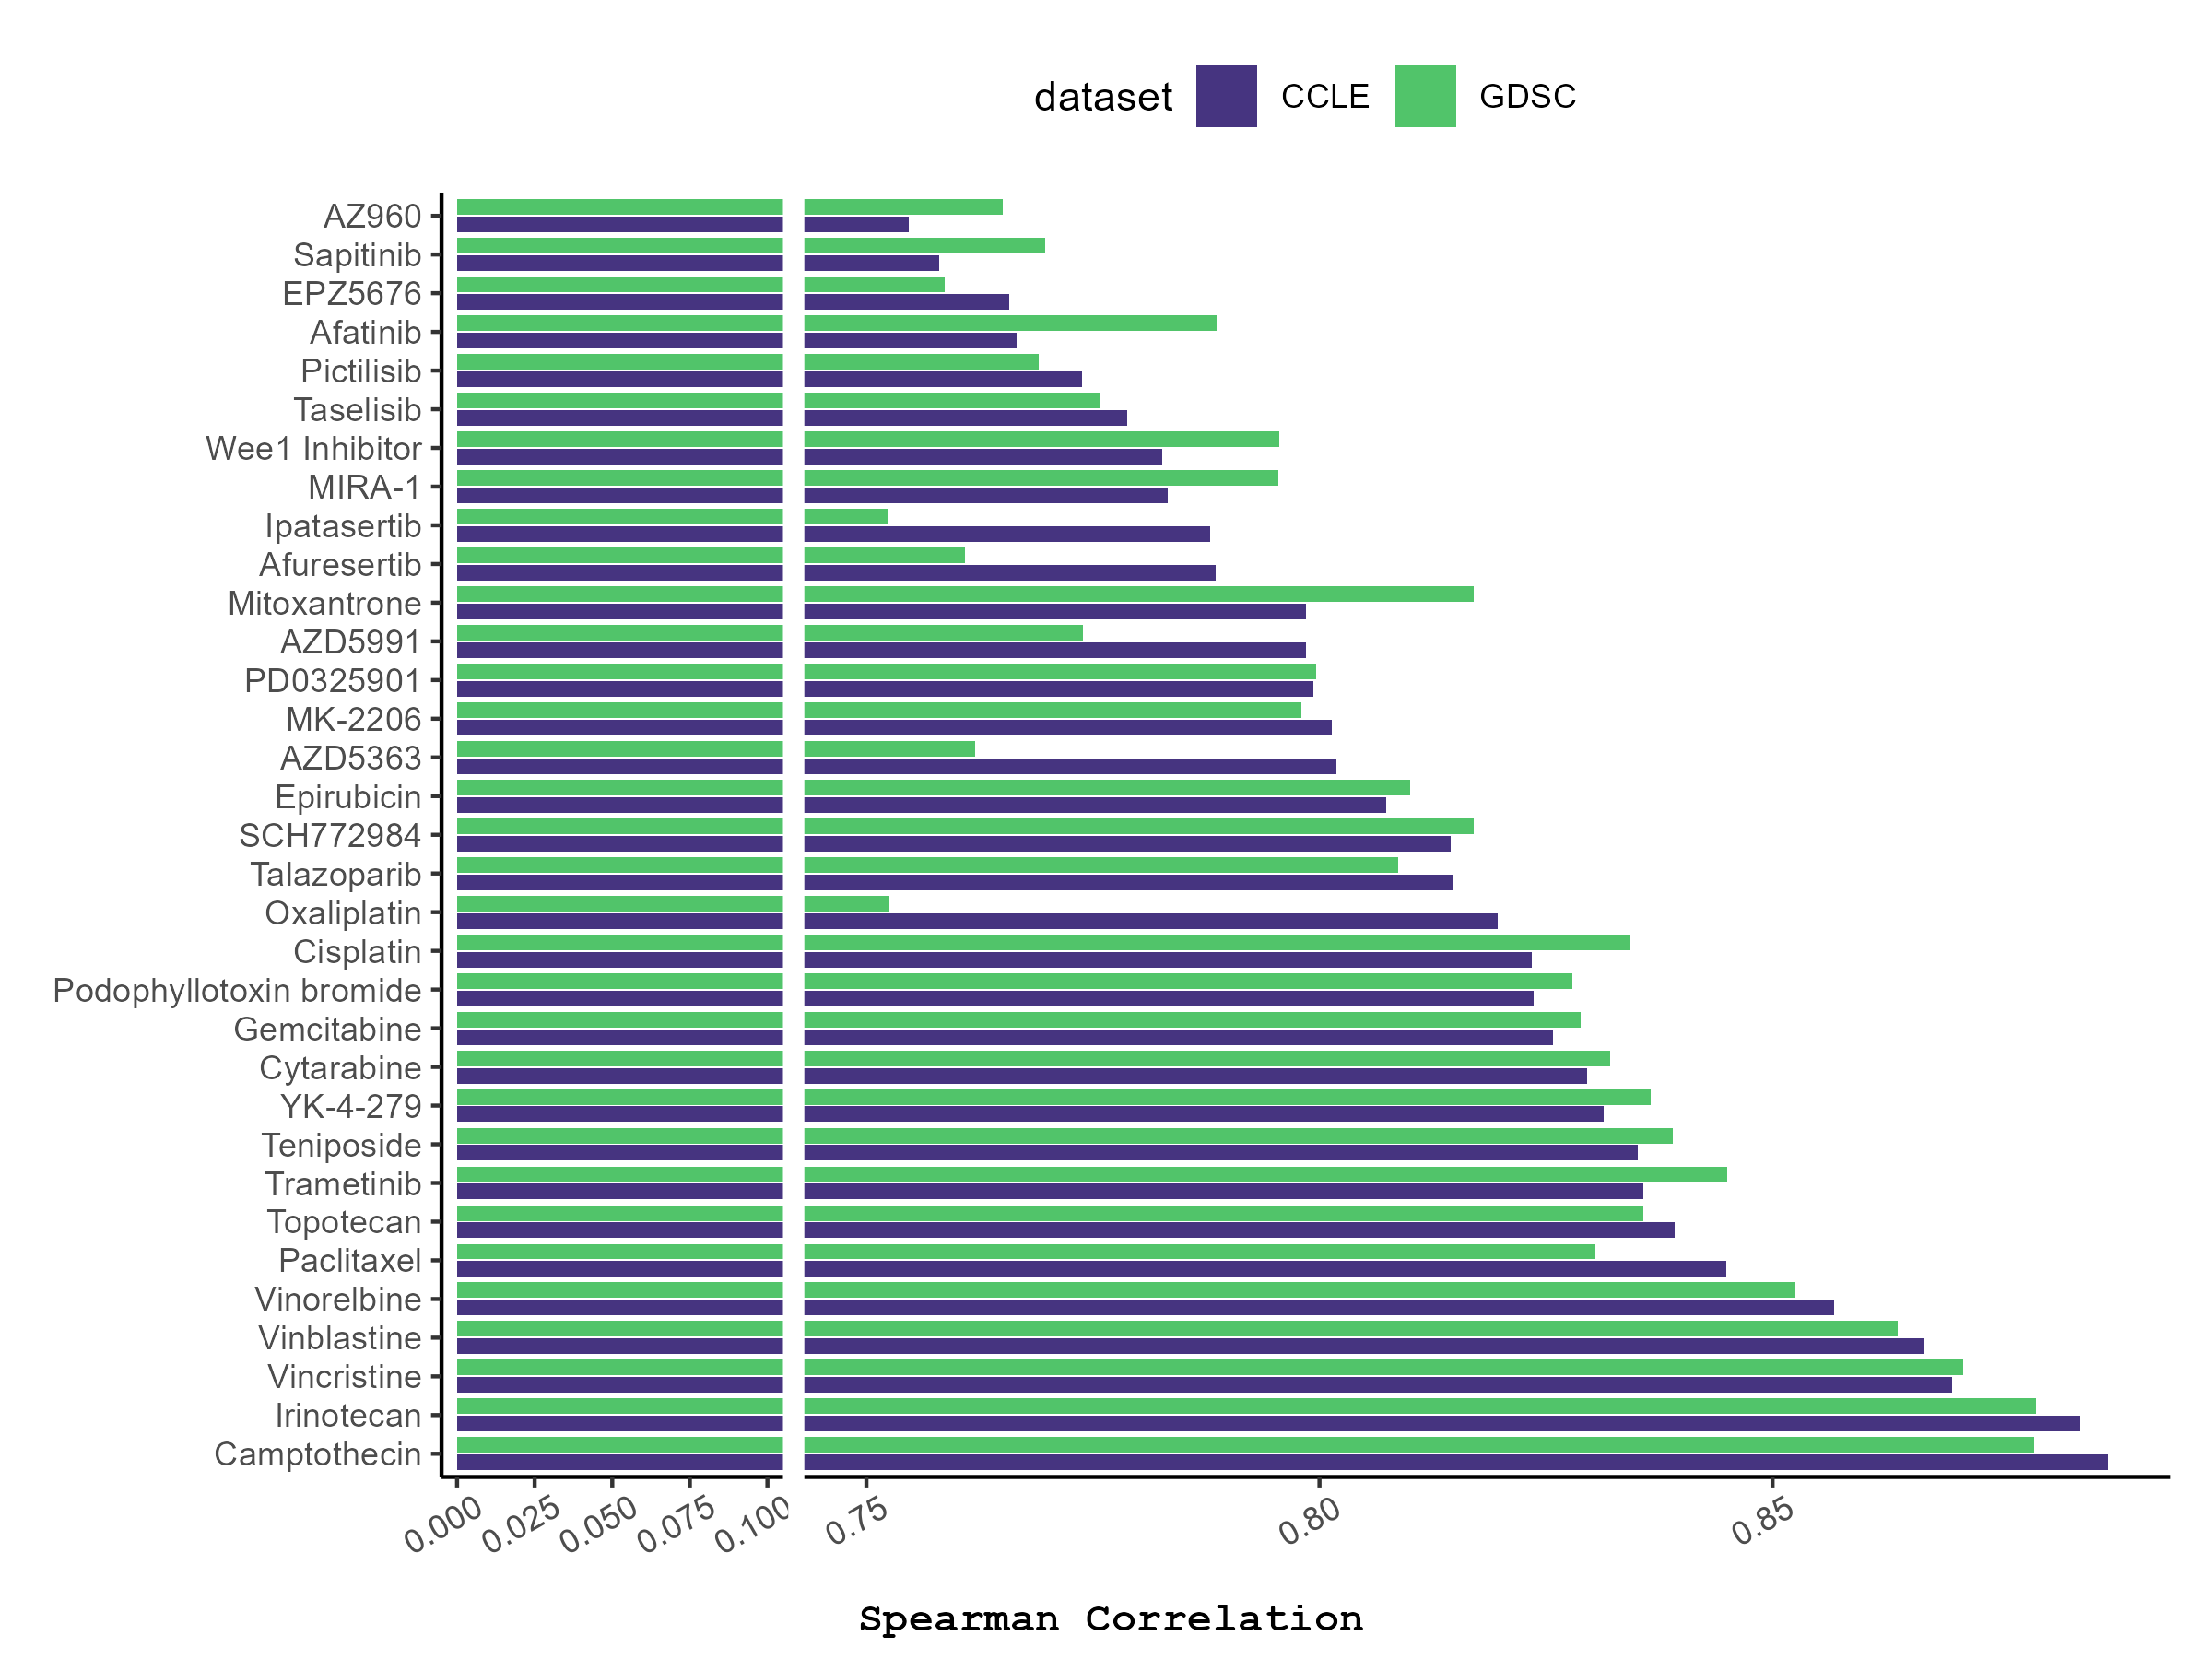 dataset CCLE GDSC
AZ960
Sapitinib
EPZ5676
Afatinib
Pictilisib
Taselisib
Wee1 Inhibitor
MIRA-1
Ipatasertib
Afuresertib
Mitoxantrone
AZD5991
PD0325901
MK-2206
AZD5363
Epirubicin
SCH772984
Talazoparib
Oxaliplatin
Cisplatin
Podophyllotoxin bromide
Gemcitabine
Cytarabine
YK-4-279
Teniposide
Trametinib
Topotecan
Paclitaxel
Vinorelbine
Vinblastine
Vincristine
Irinotecan
Camptothecin
0.000 0.025 0.050 0.075 0.100 0.75 0.80 0.85
Spearman Correlation